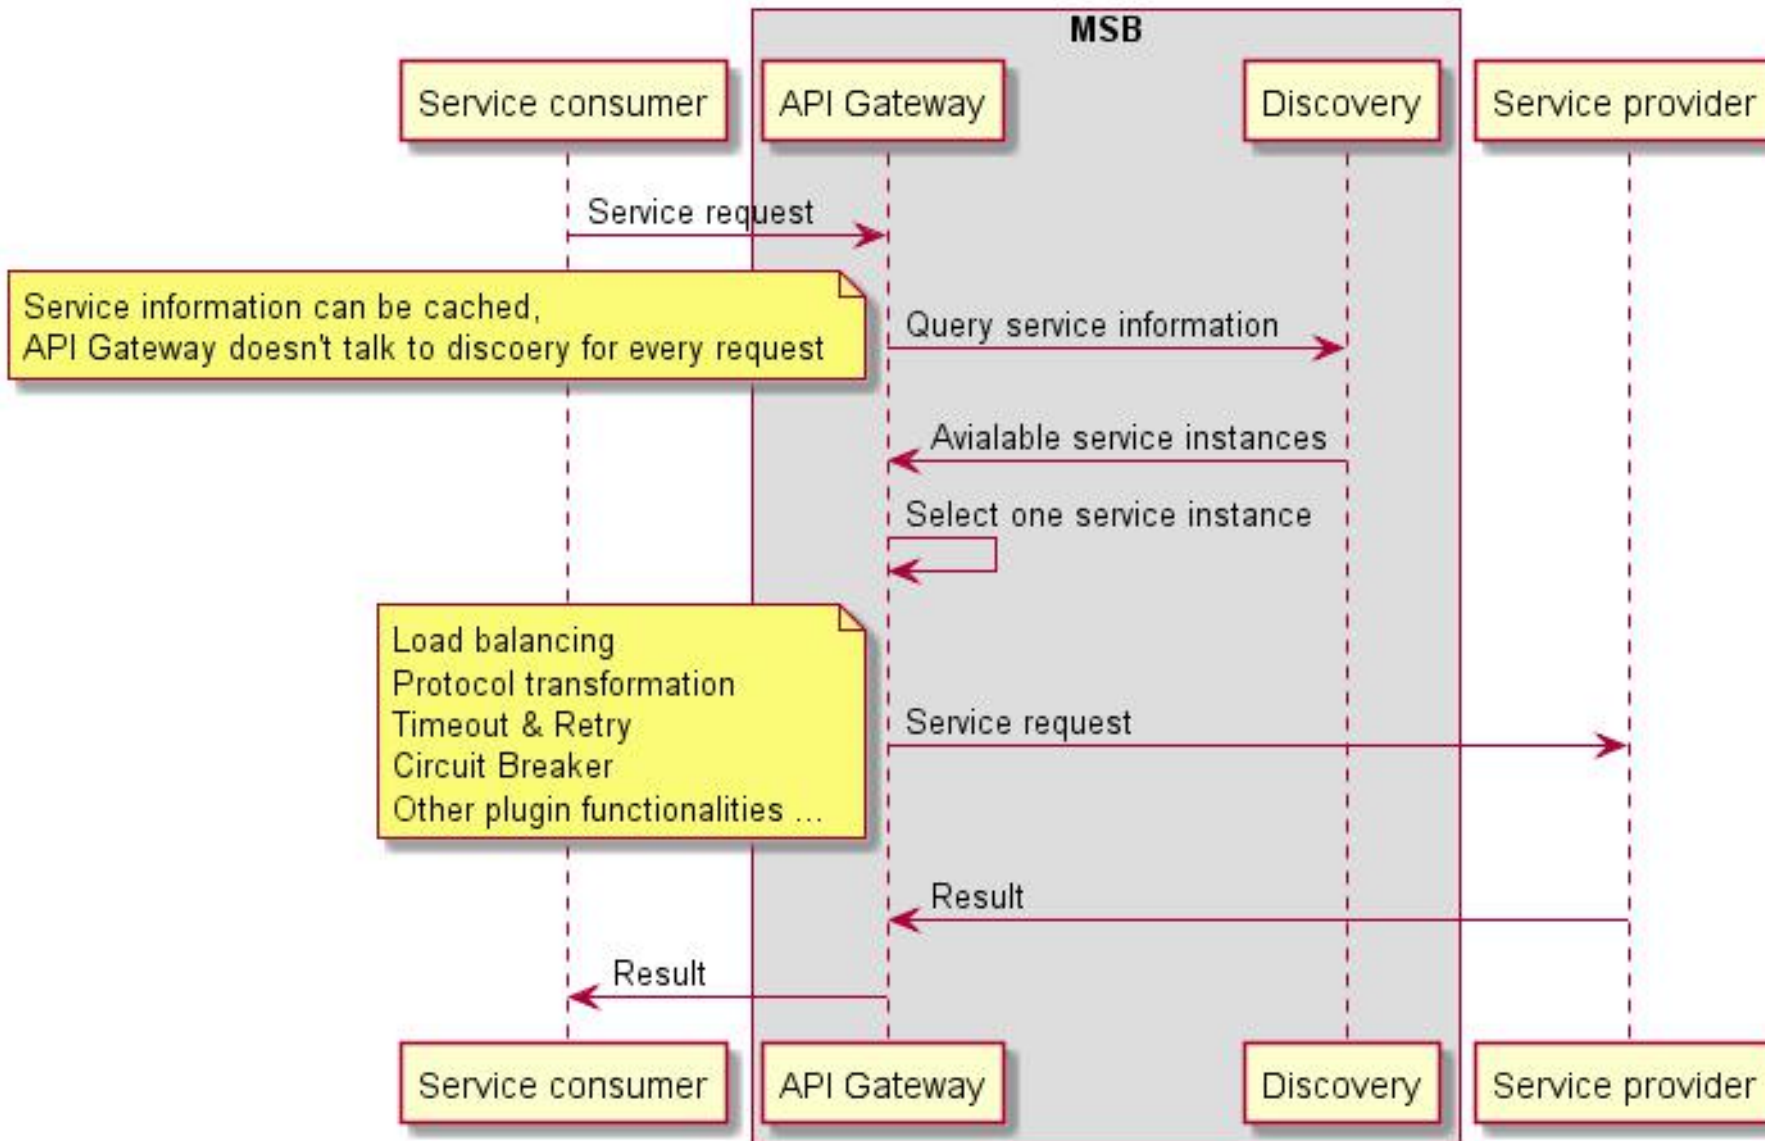 MSB
Service consumer
API Gateway
Discovery
Service provider
Service request
Service information can be cached,
API Gateway doesn't talk to discoery for every request
Query service information
Avialable service instances
Select one service instance
Load balancing
Protocol transformation
Timeout & Retry
Circuit Breaker
Other plugin functionalities ...
Service request
Result
Result
Service consumer
API Gateway
Discovery
Service provider